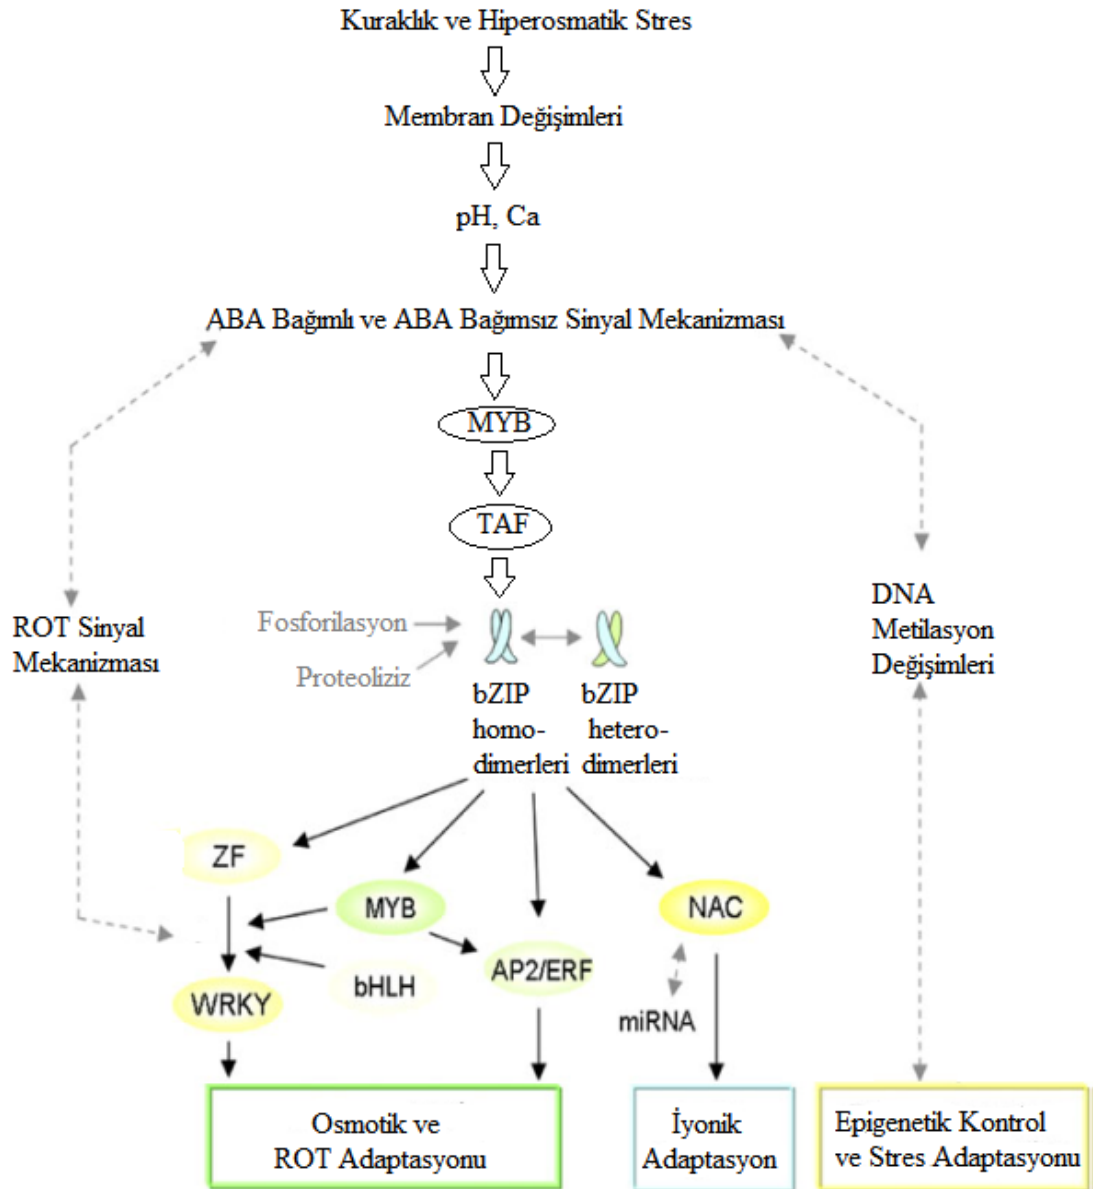 Kuraklık ve Hiperosmatik Stres
Membran Değişimleri
pH, Ca
ABA Bağımlı ve ABA Bağımsız Sinyal Mekanizması
MYB
TAF
Fosforilasyon
Proteoliziz
ROT Sinyal
Mekanizması
DNA
Metilasyon
Değişimleri
bZIP
homo-
dimerleri
bZIP
hetero-
dimerleri
ZF
MYB
NAC
bHLH
AP2/ERF
WRKY
miRNA
Osmotik ve
ROT Adaptasyonu
İyonik
Adaptasyon
Epigenetik Kontrol
ve Stres Adaptasyonu